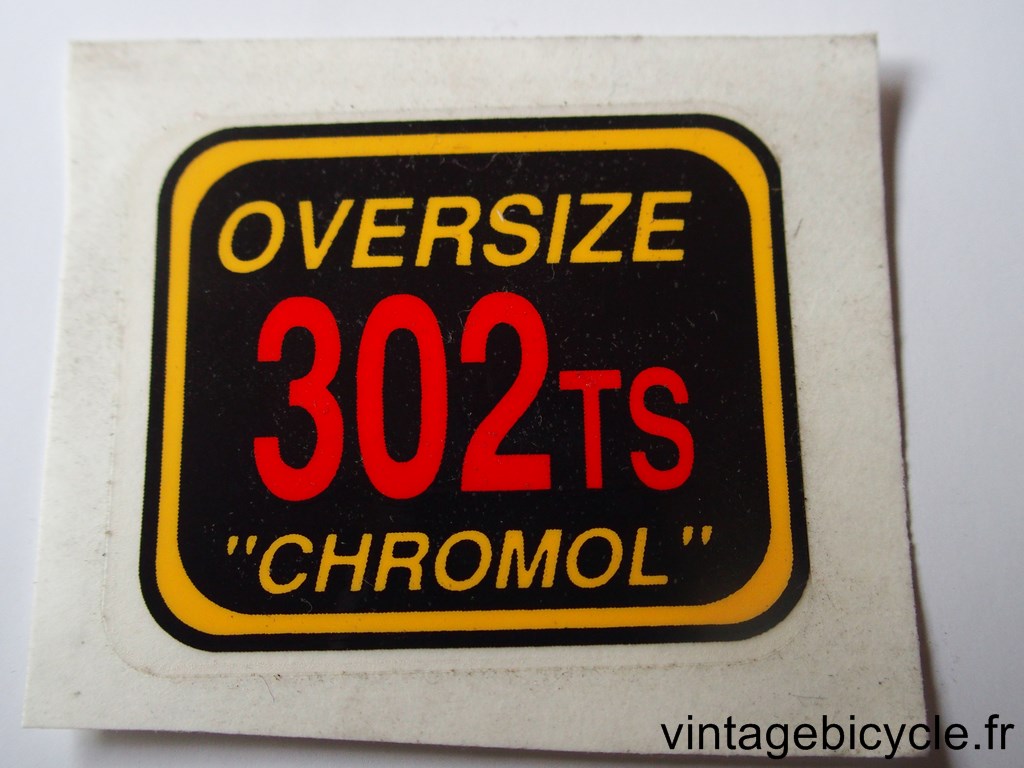 OVERSIZE
302TS
"CHROMOL"
vintagebicycle.fr